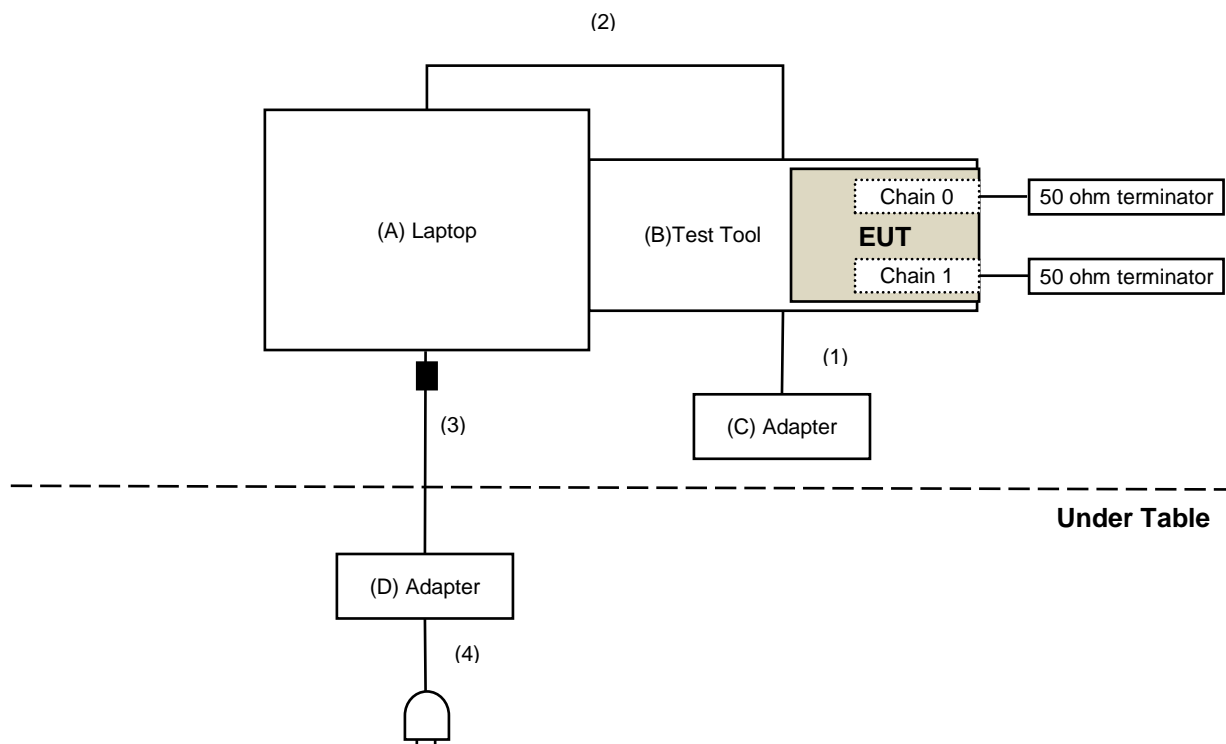 (2)
(A) Laptop
(B)Test Tool
Chain 0
EUT
Chain 1
50 ohm terminator
50 ohm terminator
(1)
(C) Adapter
(3)
Under Table
(D) Adapter
(4)